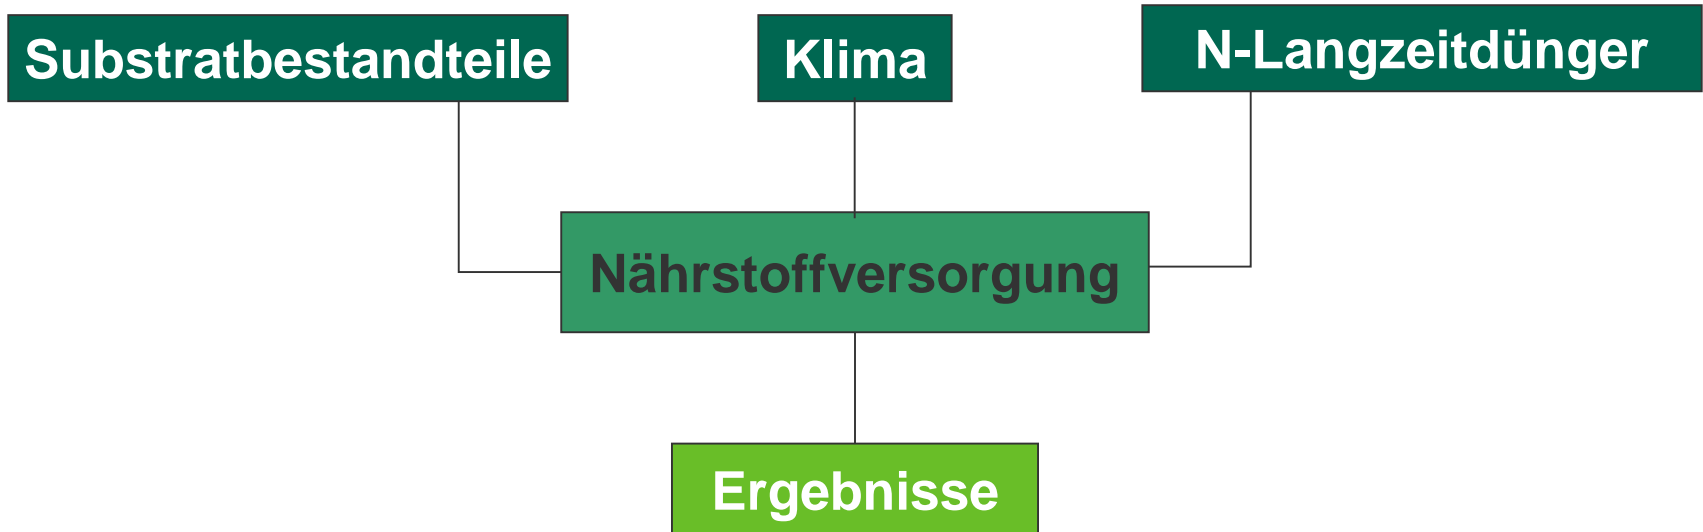 Substratbestandteile
Klima
N-Langzeitdünger
Nährstoffversorgung
Ergebnisse